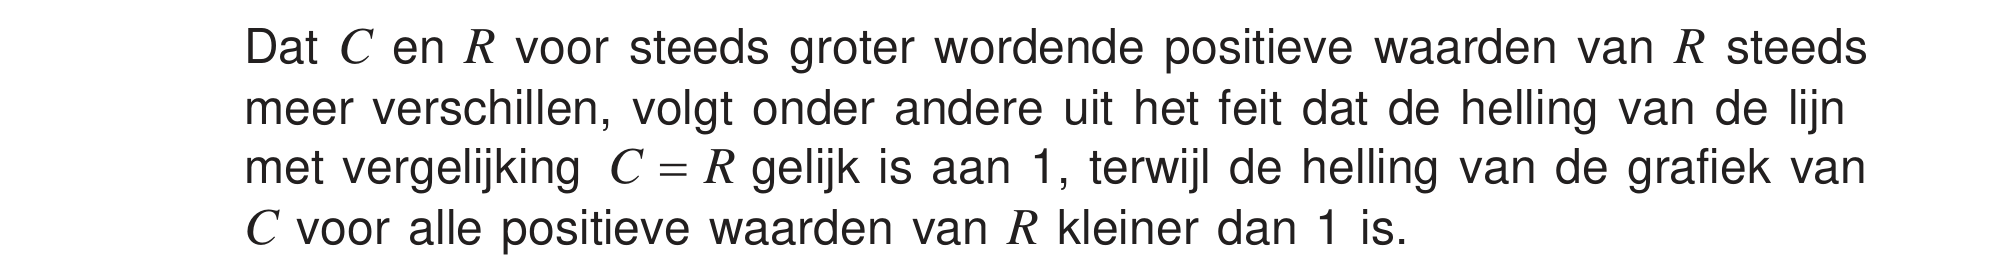 Dat C en R voor steeds groter wordende positieve waarden van R steeds
meer verschillen, volgt onder andere uit het feit dat de helling van de lijn
met vergelijking C = R gelijk is aan 1, terwijl de helling van de grafiek van
C voor alle positieve waarden van R kleiner dan 1 is.